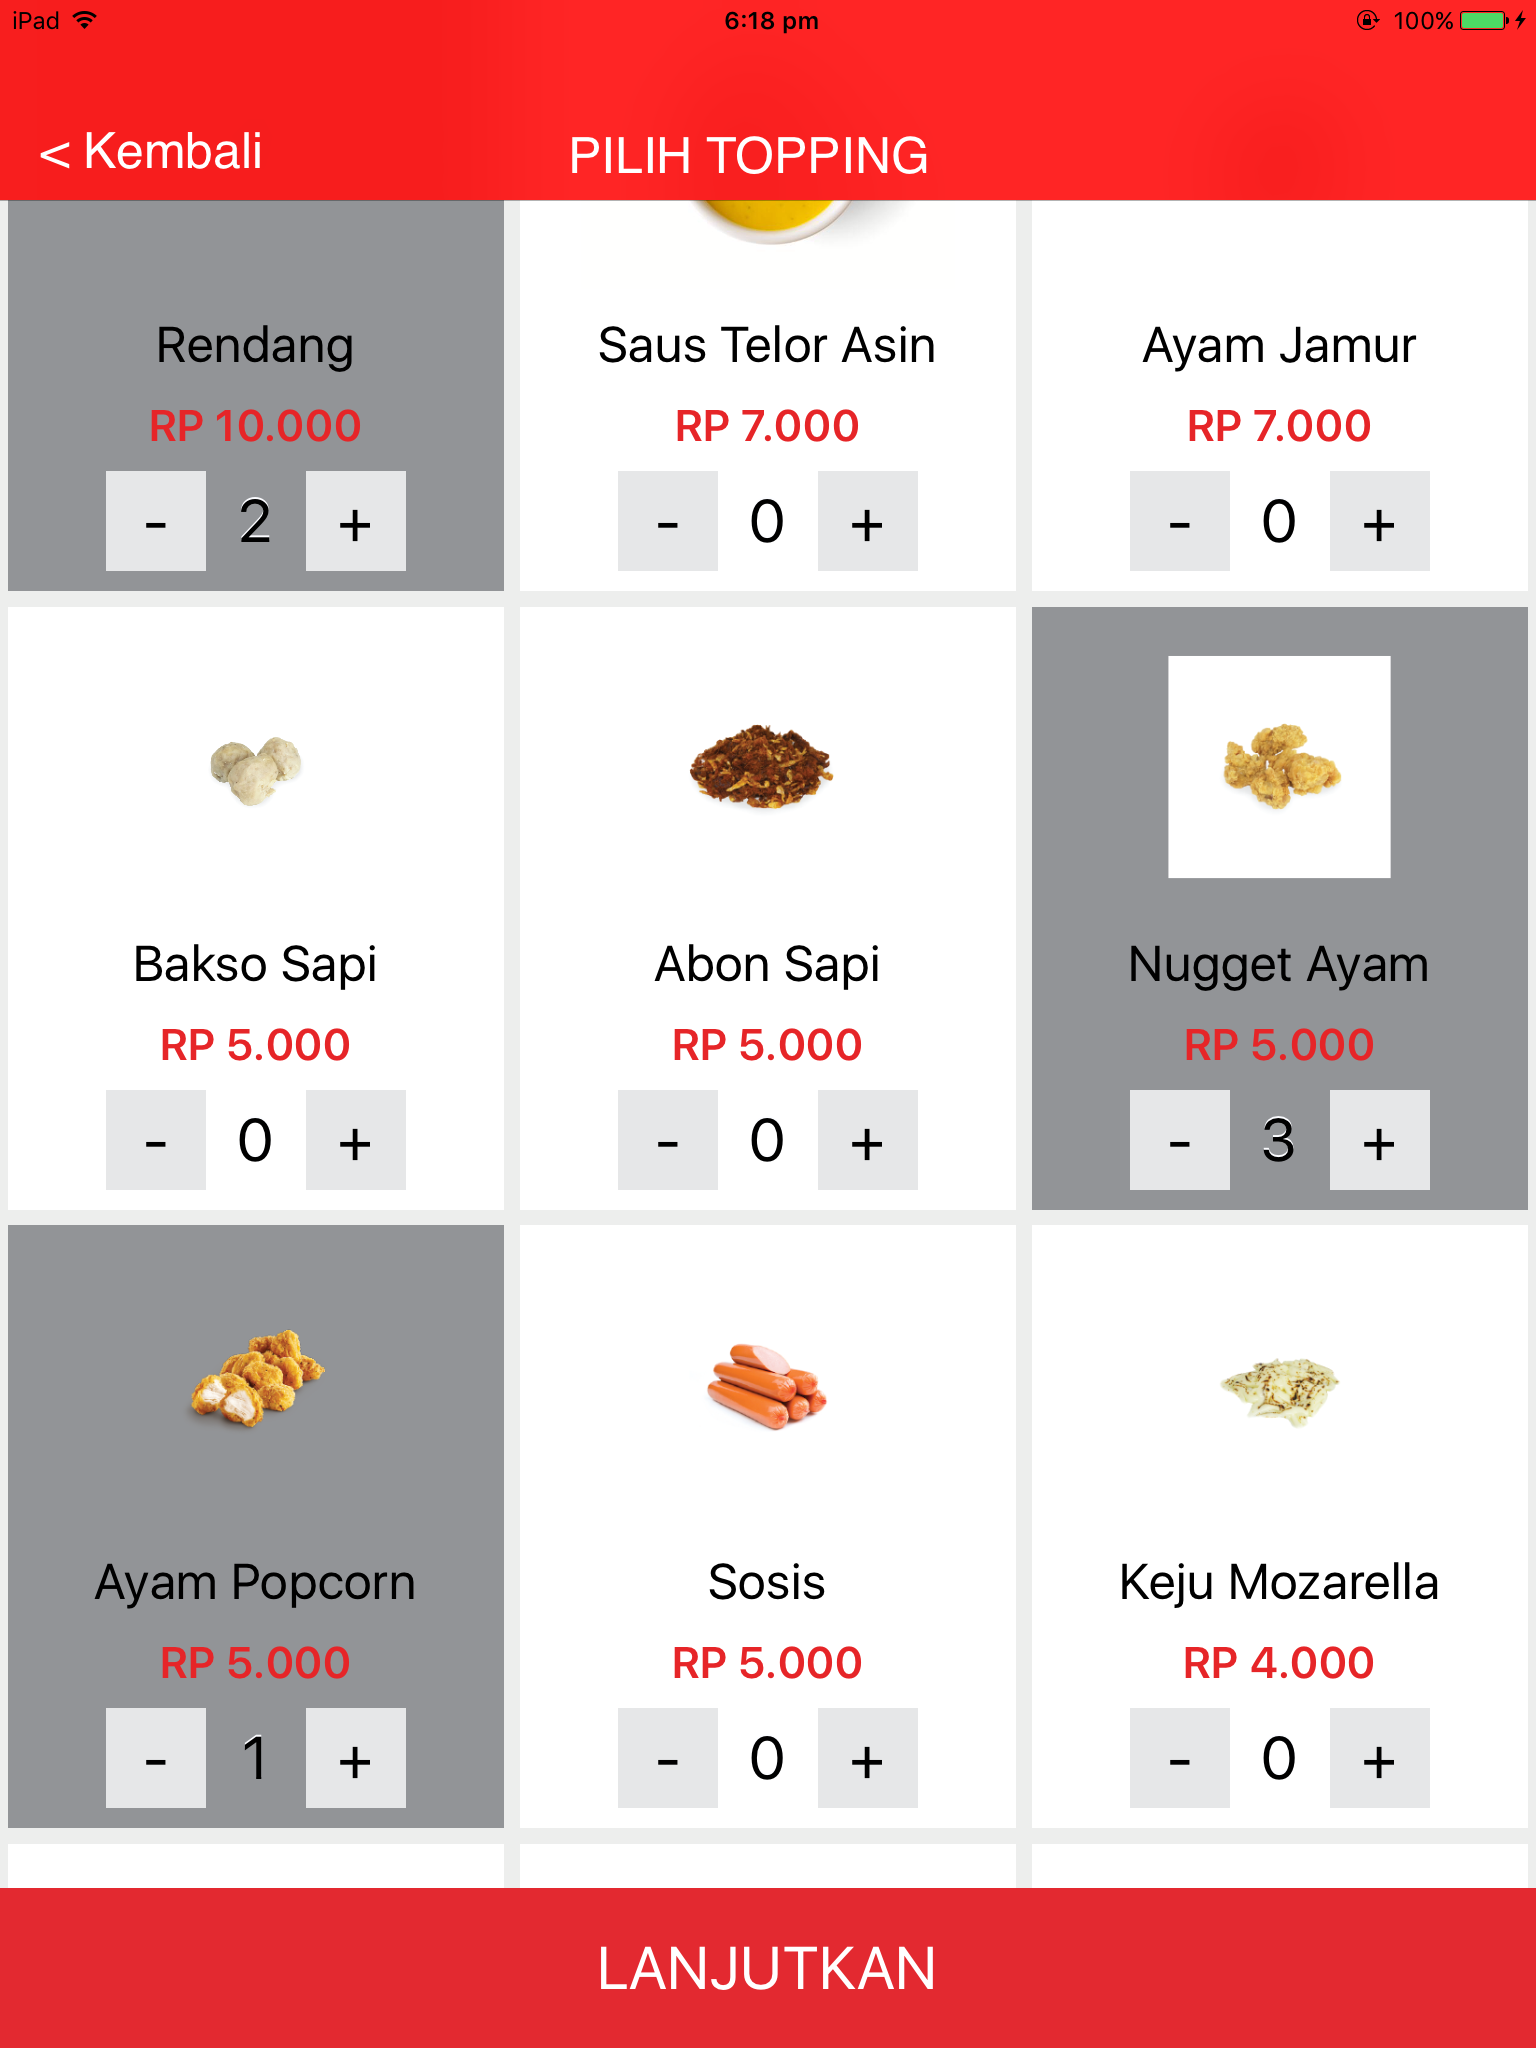 iPad 6:18 pm 100%
< Kembali PILIH TOPPING
Rendang Saus Telor Asin Ayam Jamur
RP 10.000 RP 7.000 RP 7.000
- 2 + - 0 + - 0 +
Bakso Sapi Abon Sapi Nugget Ayam
RP 5.000 RP 5.000 RP 5.000
- 0 + - 0 + - 3 +
Ayam Popcorn Sosis Keju Mozarella
RP 5.000 RP 5.000 RP 4.000
- 1 + - 0 + - 0 +
LANJUTKAN